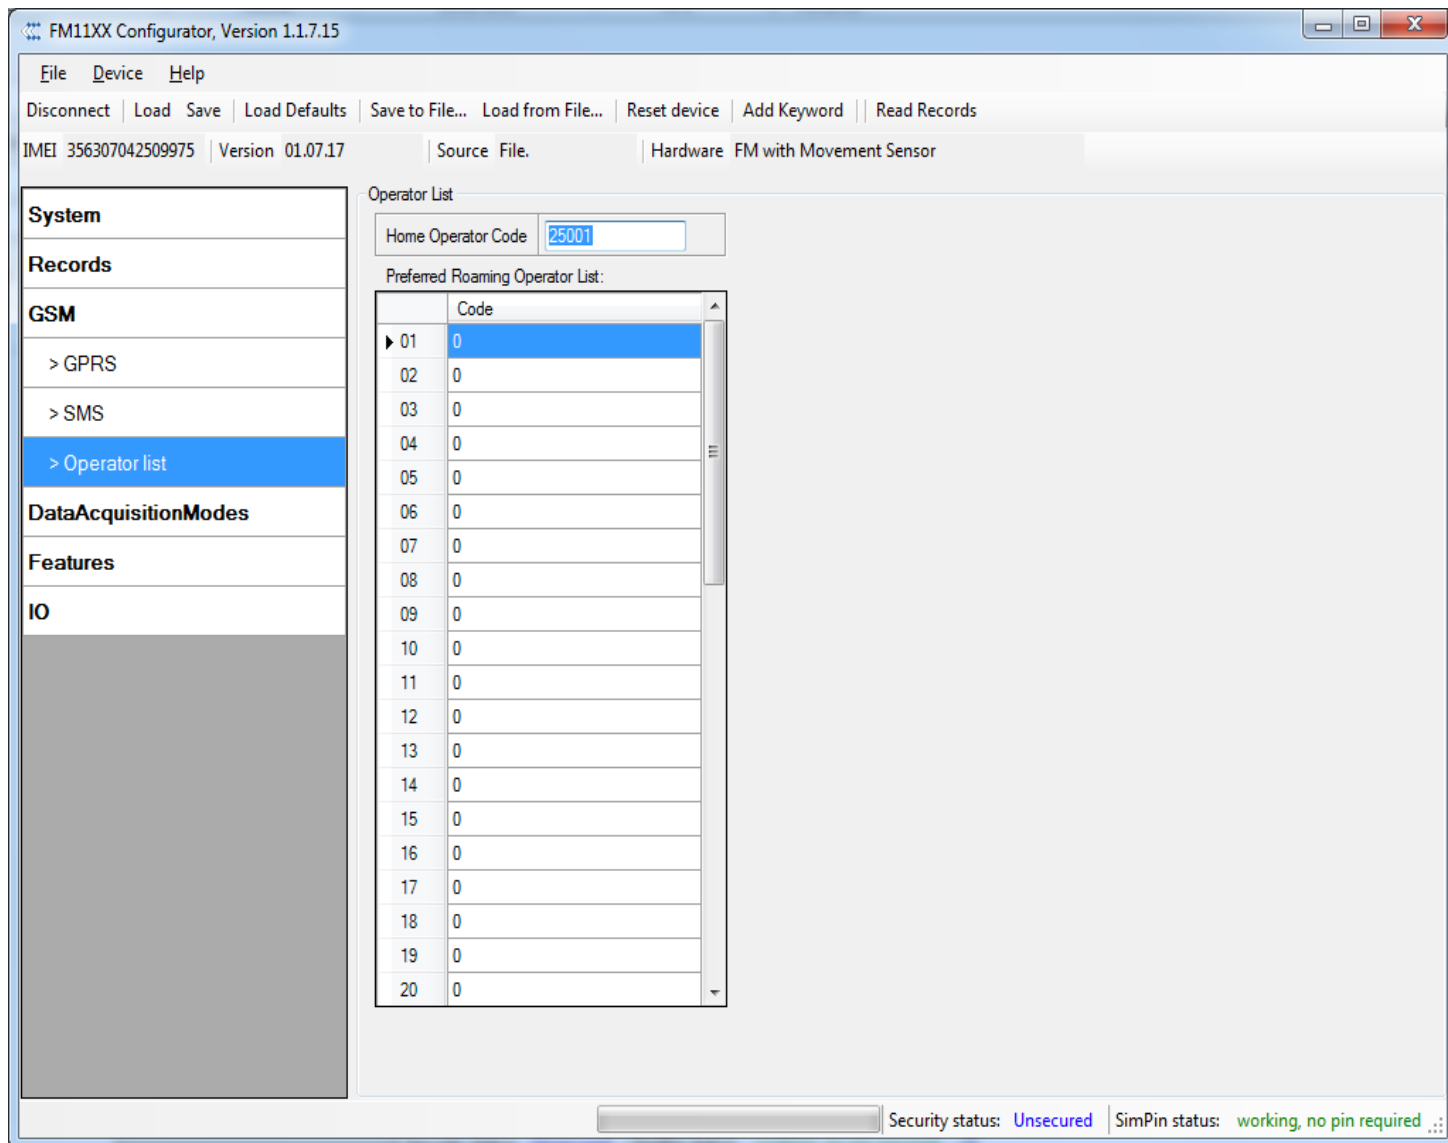 FM11XX Configurator, Version 1.1.7.15
File Device Help
Disconnect Load Save Load Defaults Save to File... Load from File... Reset device Add Keyword Read Records
IMEI 356307042509975 Version 01.07.17 Source File. Hardware FM with Movement Sensor
System
Records
GSM
> GPRS
> SMS
> Operator list
DataAcquisitionModes
Features
IO
Operator List
Home Operator Code 25001
Preferred Roaming Operator List:
Code
01 0
02 0
03 0
04 0
05 0
06 0
07 0
08 0
09 0
10 0
11 0
12 0
13 0
14 0
15 0
16 0
17 0
18 0
19 0
20 0
Security status: Unsecured SimPin status: working, no pin required